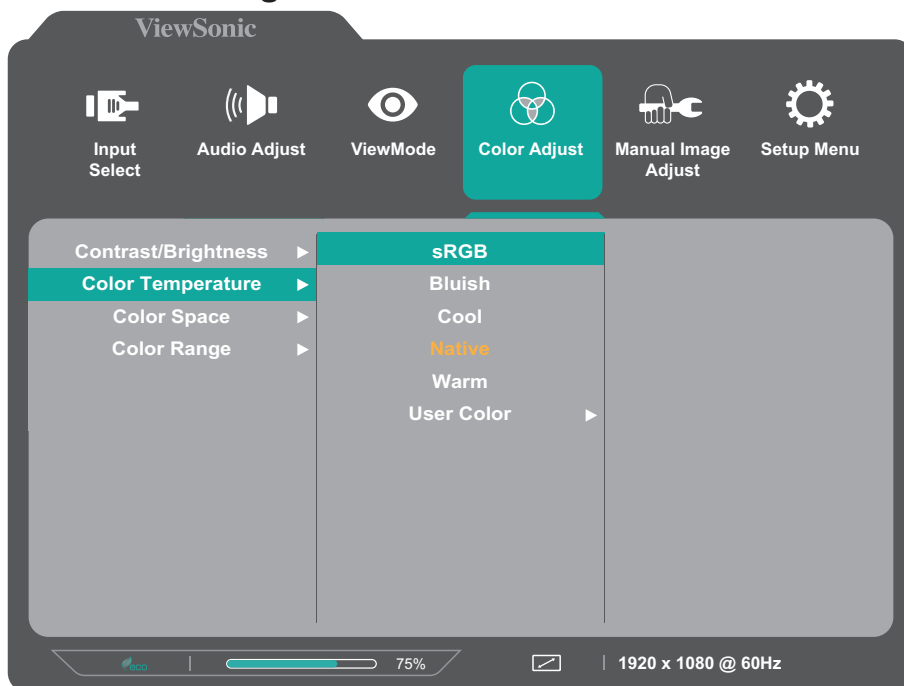 ViewSonic
Input
Select
Audio Adjust
ViewMode
Color Adjust
Manual Image
Adjust
Setup Menu
Contrast/Brightness
Color Temperature
Color Space
Color Range
sRGB
Bluish
Cool
Native
Warm
User Color
eco
75%
1920 x 1080 @ 60Hz